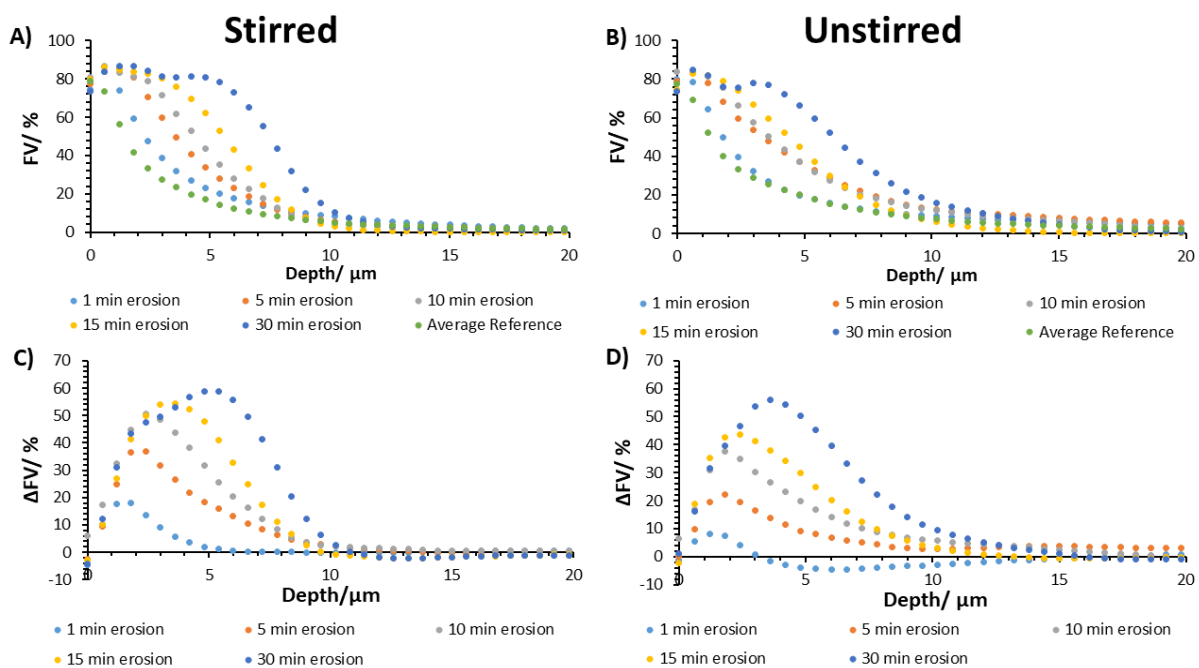 Stirred
Unstirred
A)
100
80
60
40
20
0
FV/ %
0 5 10 15 20
Depth/ µm
1 min erosion 5 min erosion 10 min erosion
15 min erosion 30 min erosion Average Reference
B)
100
80
60
40
20
0
FV/ %
0 5 10 15 20
Depth/ µm
1 min erosion 5 min erosion 10 min erosion
15 min erosion 30 min erosion Average Reference
C)
70
60
50
40
30
20
10
0
-10
ΔFV/ %
0 5 10 15 20
Depth/µm
1 min erosion 5 min erosion 10 min erosion
15 min erosion 30 min erosion
D)
70
60
50
40
30
20
10
0
-10
ΔFV/ %
0 5 10 15 20
Depth/ µm
1 min erosion 5 min erosion 10 min erosion
15 min erosion 30 min erosion